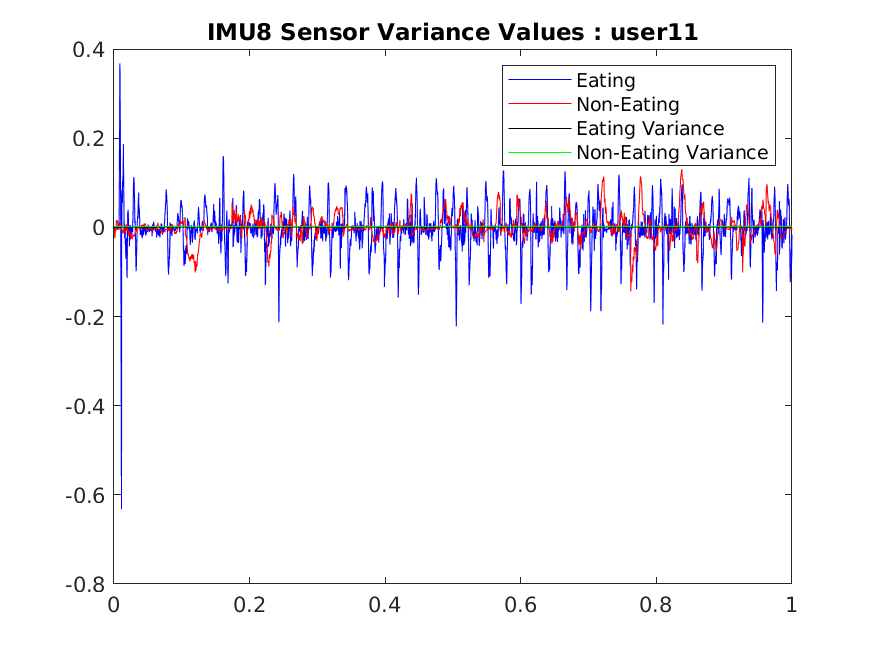 IMU8 Sensor Variance Values : user11
0.4
0.2
0
-0.2
-0.4
-0.6
-0.8
Eating
Non-Eating
Eating Variance
Non-Eating Variance
0 0.2 0.4 0.6 0.8 1